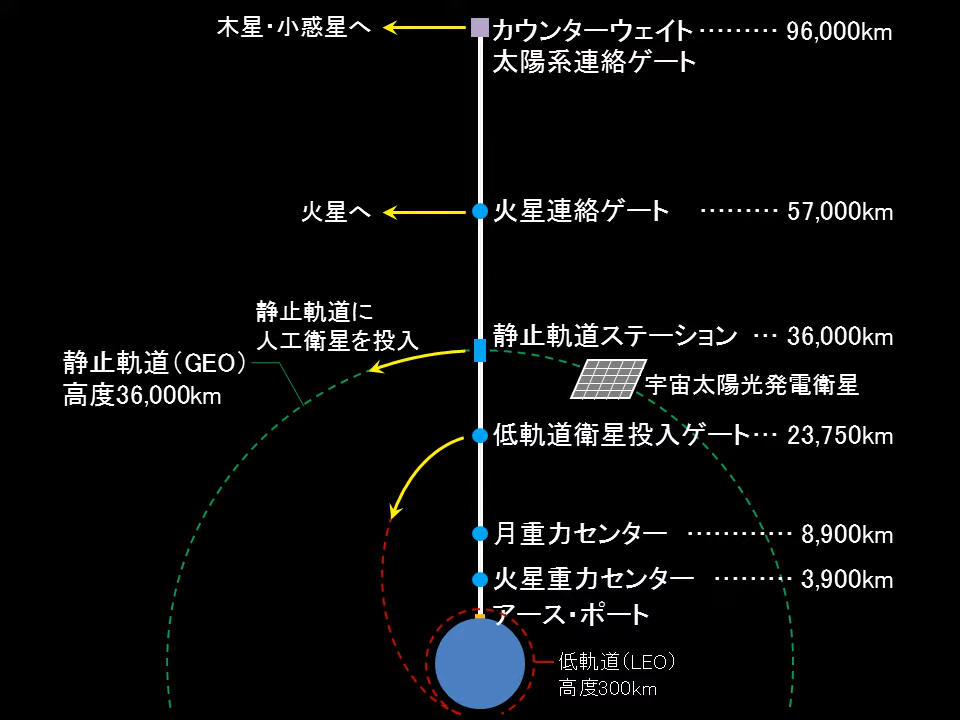 木星・小惑星へ
カウンターウェイト ‥‥‥‥ 96,000km
太陽系連絡ゲート
火星へ
火星連絡ゲート ‥‥‥‥ 57,000km
静止軌道に
人工衛星を投入
静止軌道ステーション ‥‥ 36,000km
静止軌道（GEO）
高度36,000km
宇宙太陽光発電衛星
低軌道衛星投入ゲート‥‥ 23,750km
月重力センター ‥‥‥‥‥‥ 8,900km
火星重力センター ‥‥‥‥ 3,900km
アース・ポート
低軌道（LEO）
高度300km